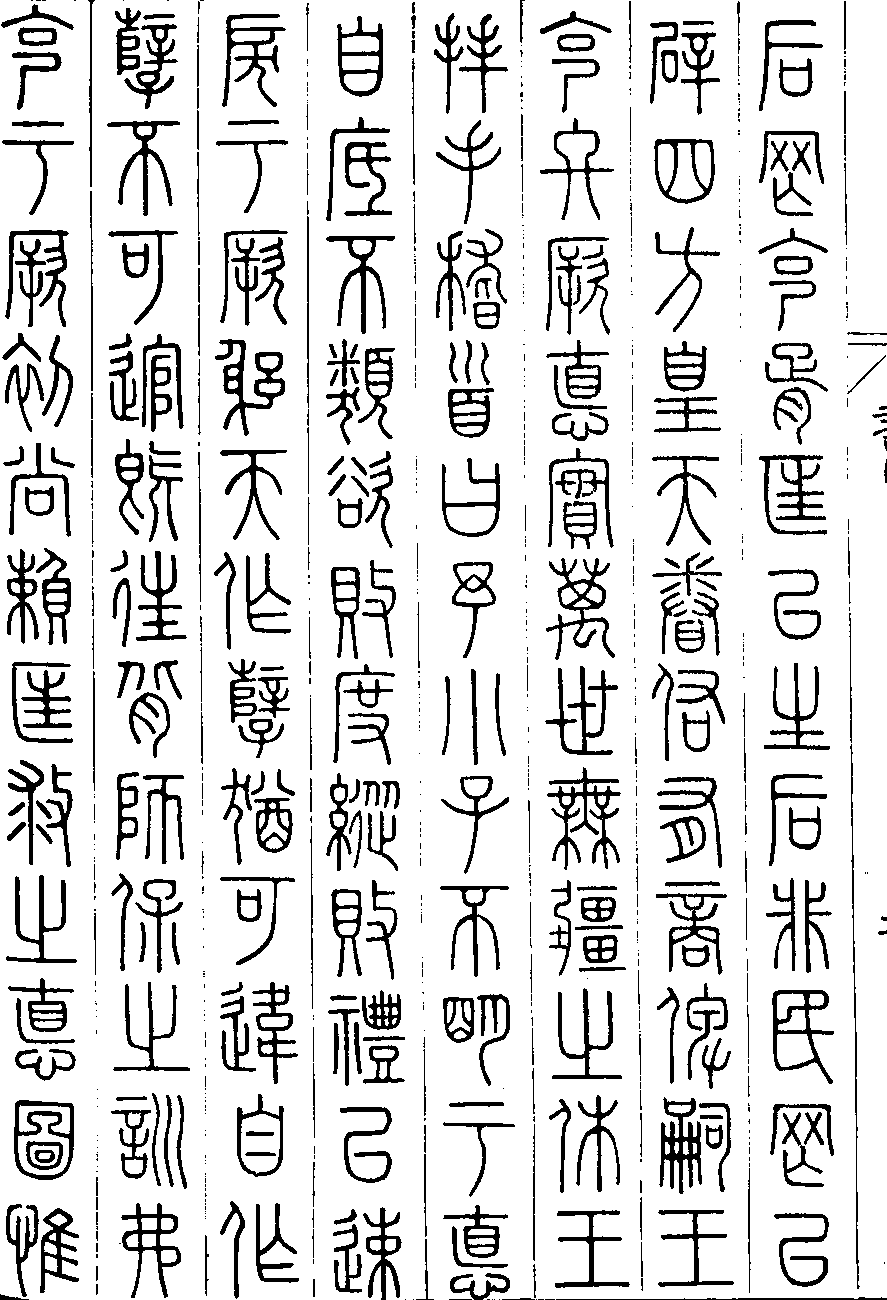 后罔克胥匡以生后非民罔以
辟四方皇天眷佑有商俾嗣王
克終厥德實萬世無疆之休王
拜手稽首曰予小子不明于德
自底不類欲敗度縱敗禮以速
戾于厥躬天作孽猶可違自作
孽不可逭既往背師保之訓弗
克于厥初尚賴匡救之德圖惟